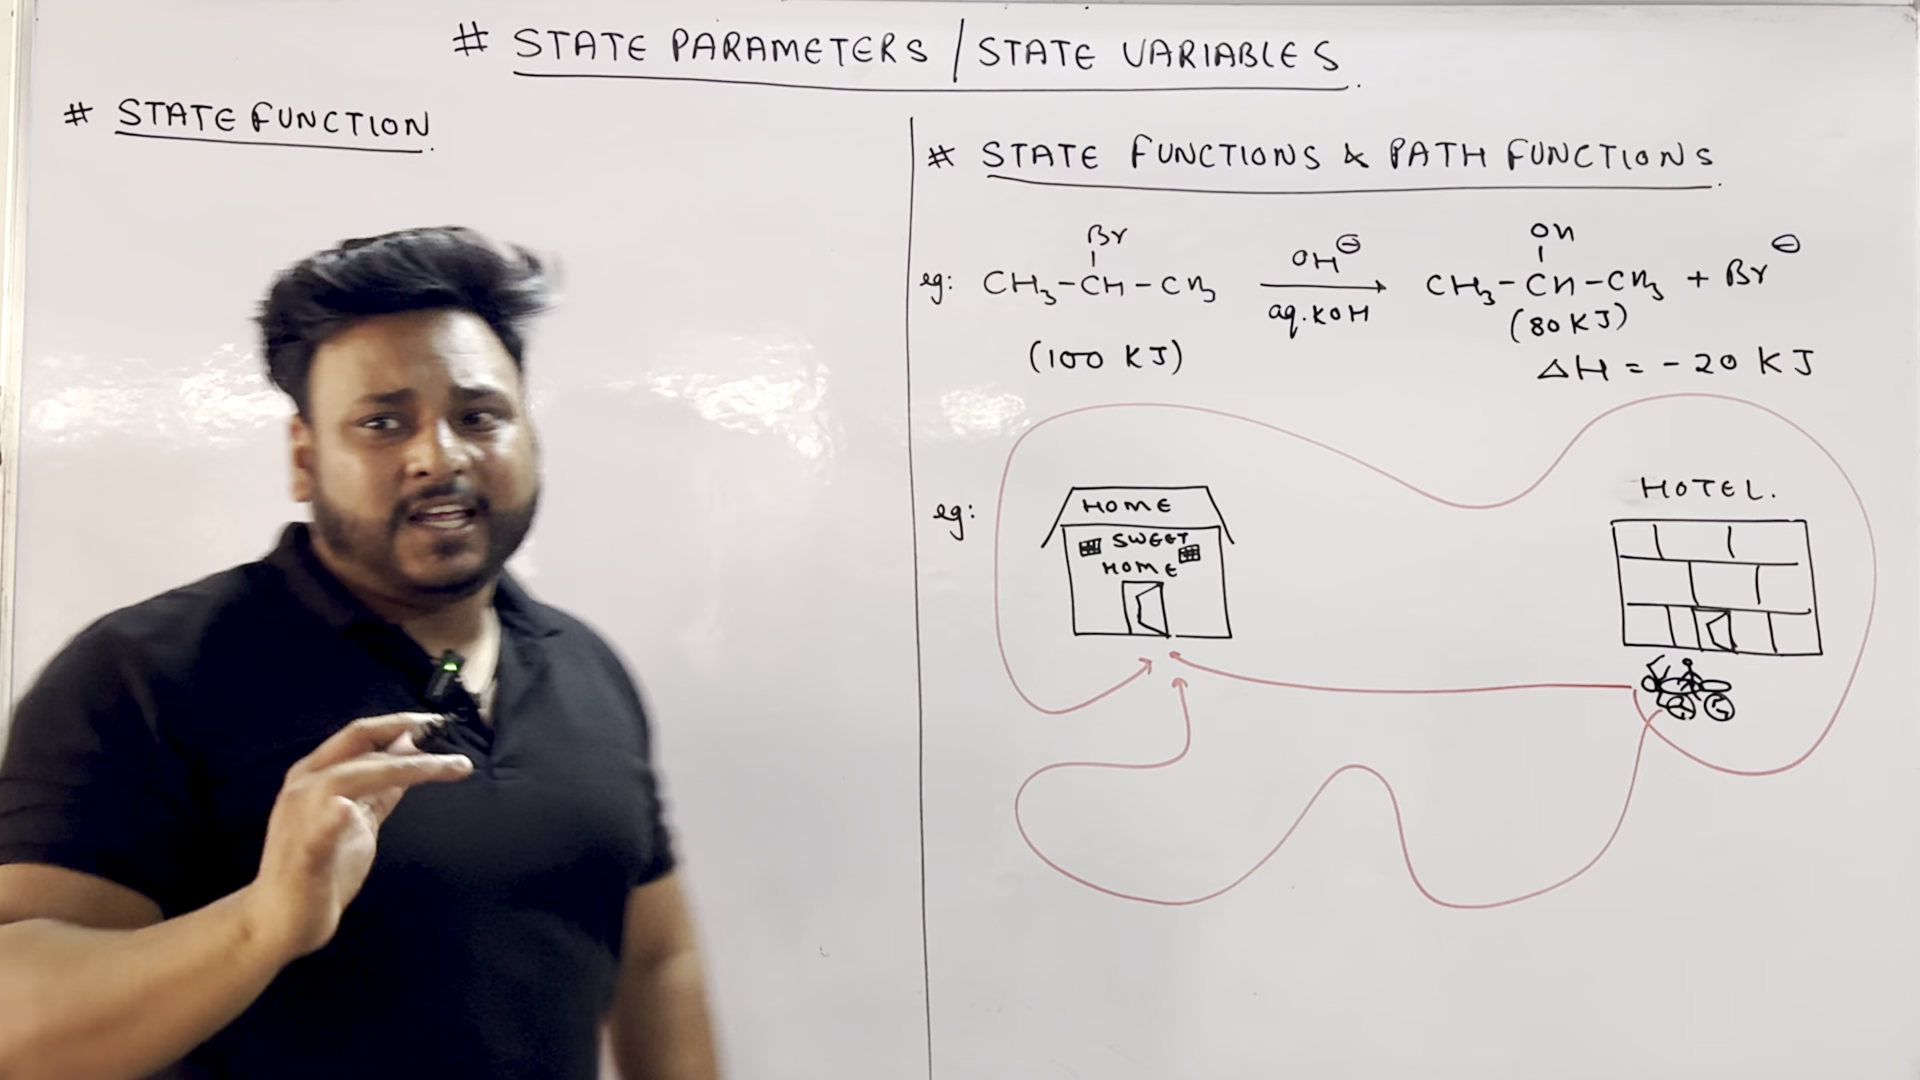 # STATE PARAMETERS / STATE VARIABLES.
# STATE FUNCTION.
# STATE FUNCTIONS & PATH FUNCTIONS.
Br
OH⊖
OH
⊖
eg: CH₃-CH-CH₃ → CH₃-CH-CH₃ + Br
aq. KOH
(80 KJ)
(100 KJ)
ΔH = -20 KJ
HOTEL.
eg:
HOME
SWEET
HOME